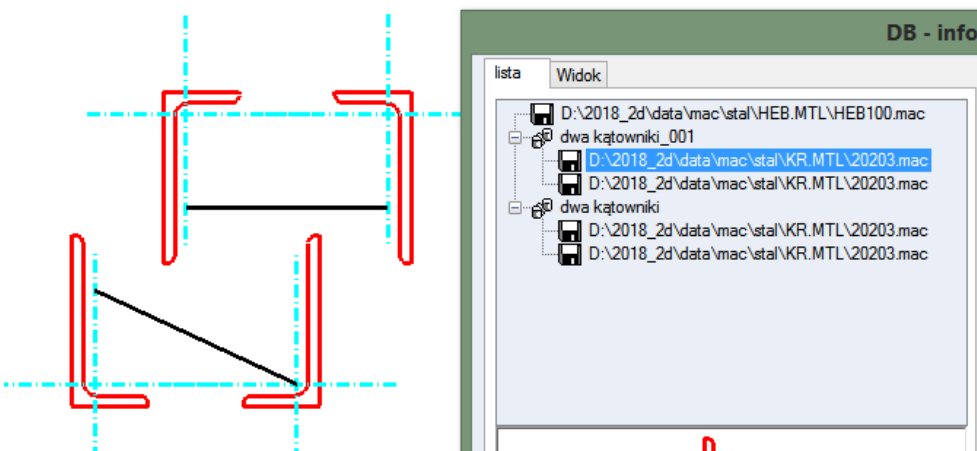 DB - info
lista
Widok
D:\2018_2d\data\mac\stal\HEB.MTL\HEB100.mac
dwa kątowniki_001
D:\2018_2d\data\mac\stal\KR.MTL\20203.mac
D:\2018_2d\data\mac\stal\KR.MTL\20203.mac
dwa kątowniki
D:\2018_2d\data\mac\stal\KR.MTL\20203.mac
D:\2018_2d\data\mac\stal\KR.MTL\20203.mac